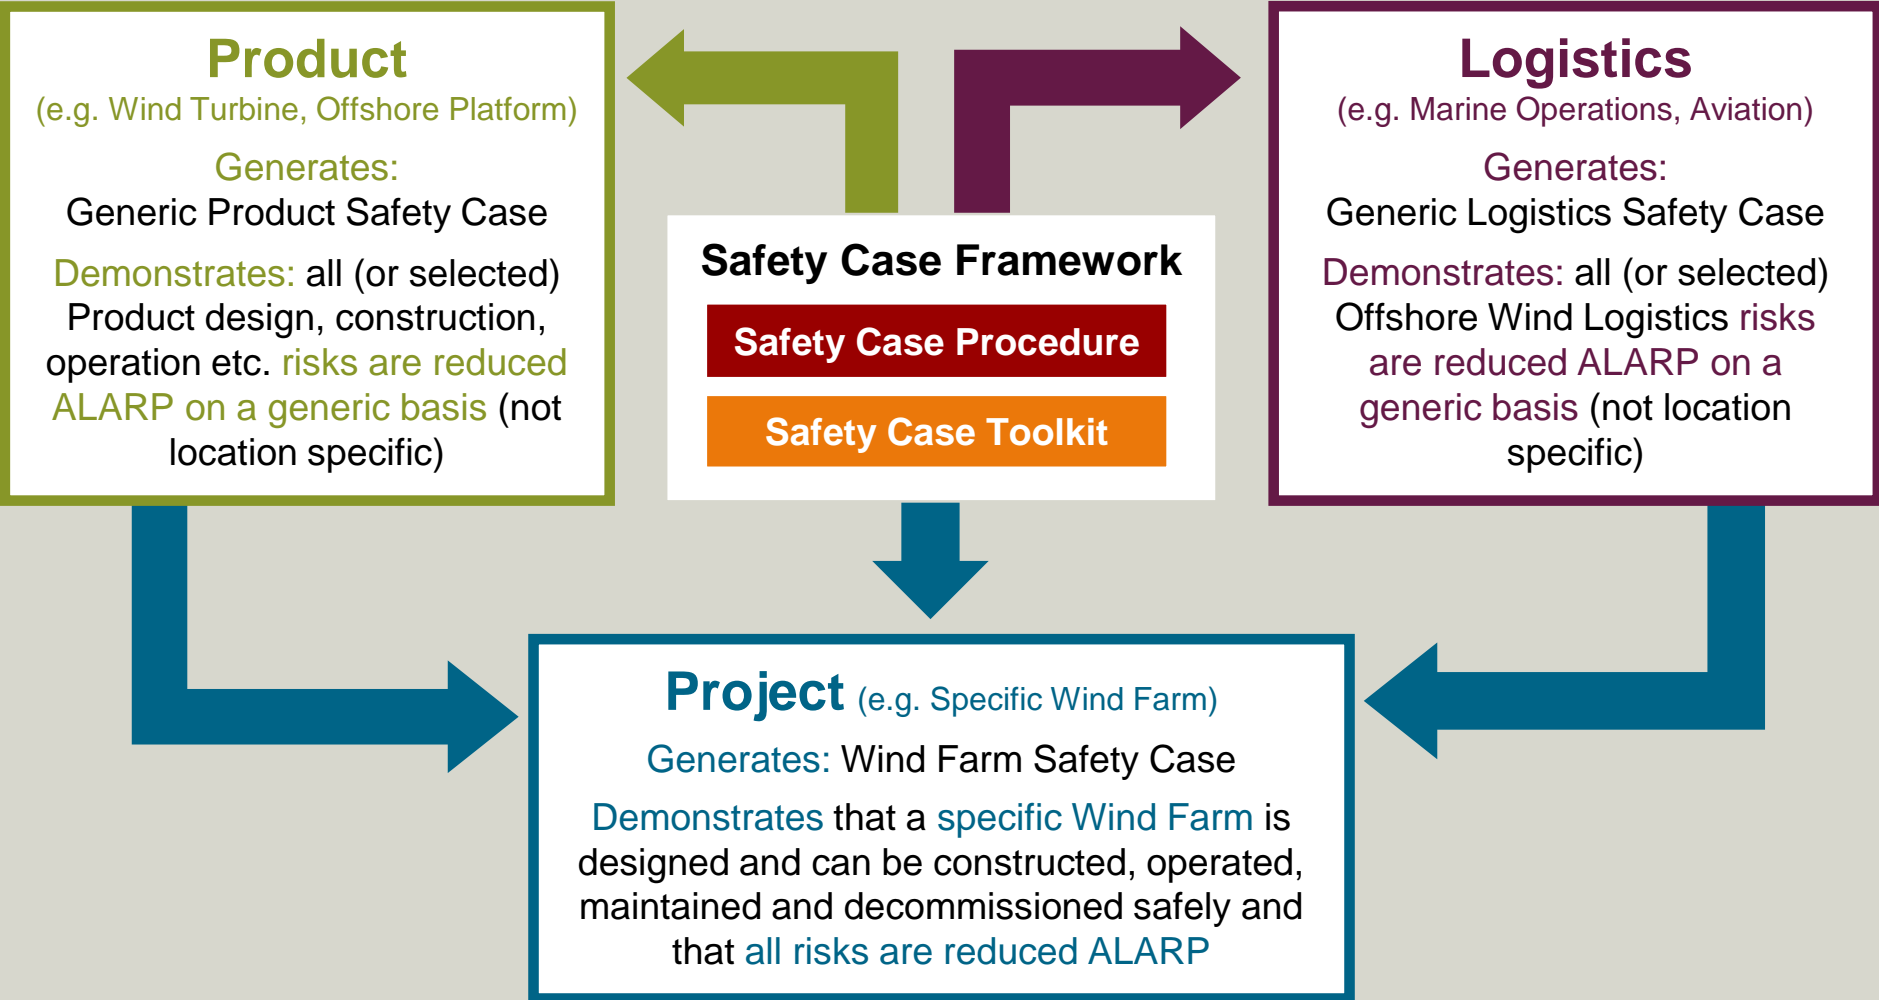 Product
(e.g. Wind Turbine, Offshore Platform)
Generates:
Generic Product Safety Case
Demonstrates: all (or selected)
Product design, construction,
operation etc. risks are reduced
ALARP on a generic basis (not
location specific)
Safety Case Framework
Safety Case Procedure
Safety Case Toolkit
Logistics
(e.g. Marine Operations, Aviation)
Generates:
Generic Logistics Safety Case
Demonstrates: all (or selected)
Offshore Wind Logistics risks
are reduced ALARP on a
generic basis (not location
specific)
Project (e.g. Specific Wind Farm)
Generates: Wind Farm Safety Case
Demonstrates that a specific Wind Farm is
designed and can be constructed, operated,
maintained and decommissioned safely and
that all risks are reduced ALARP